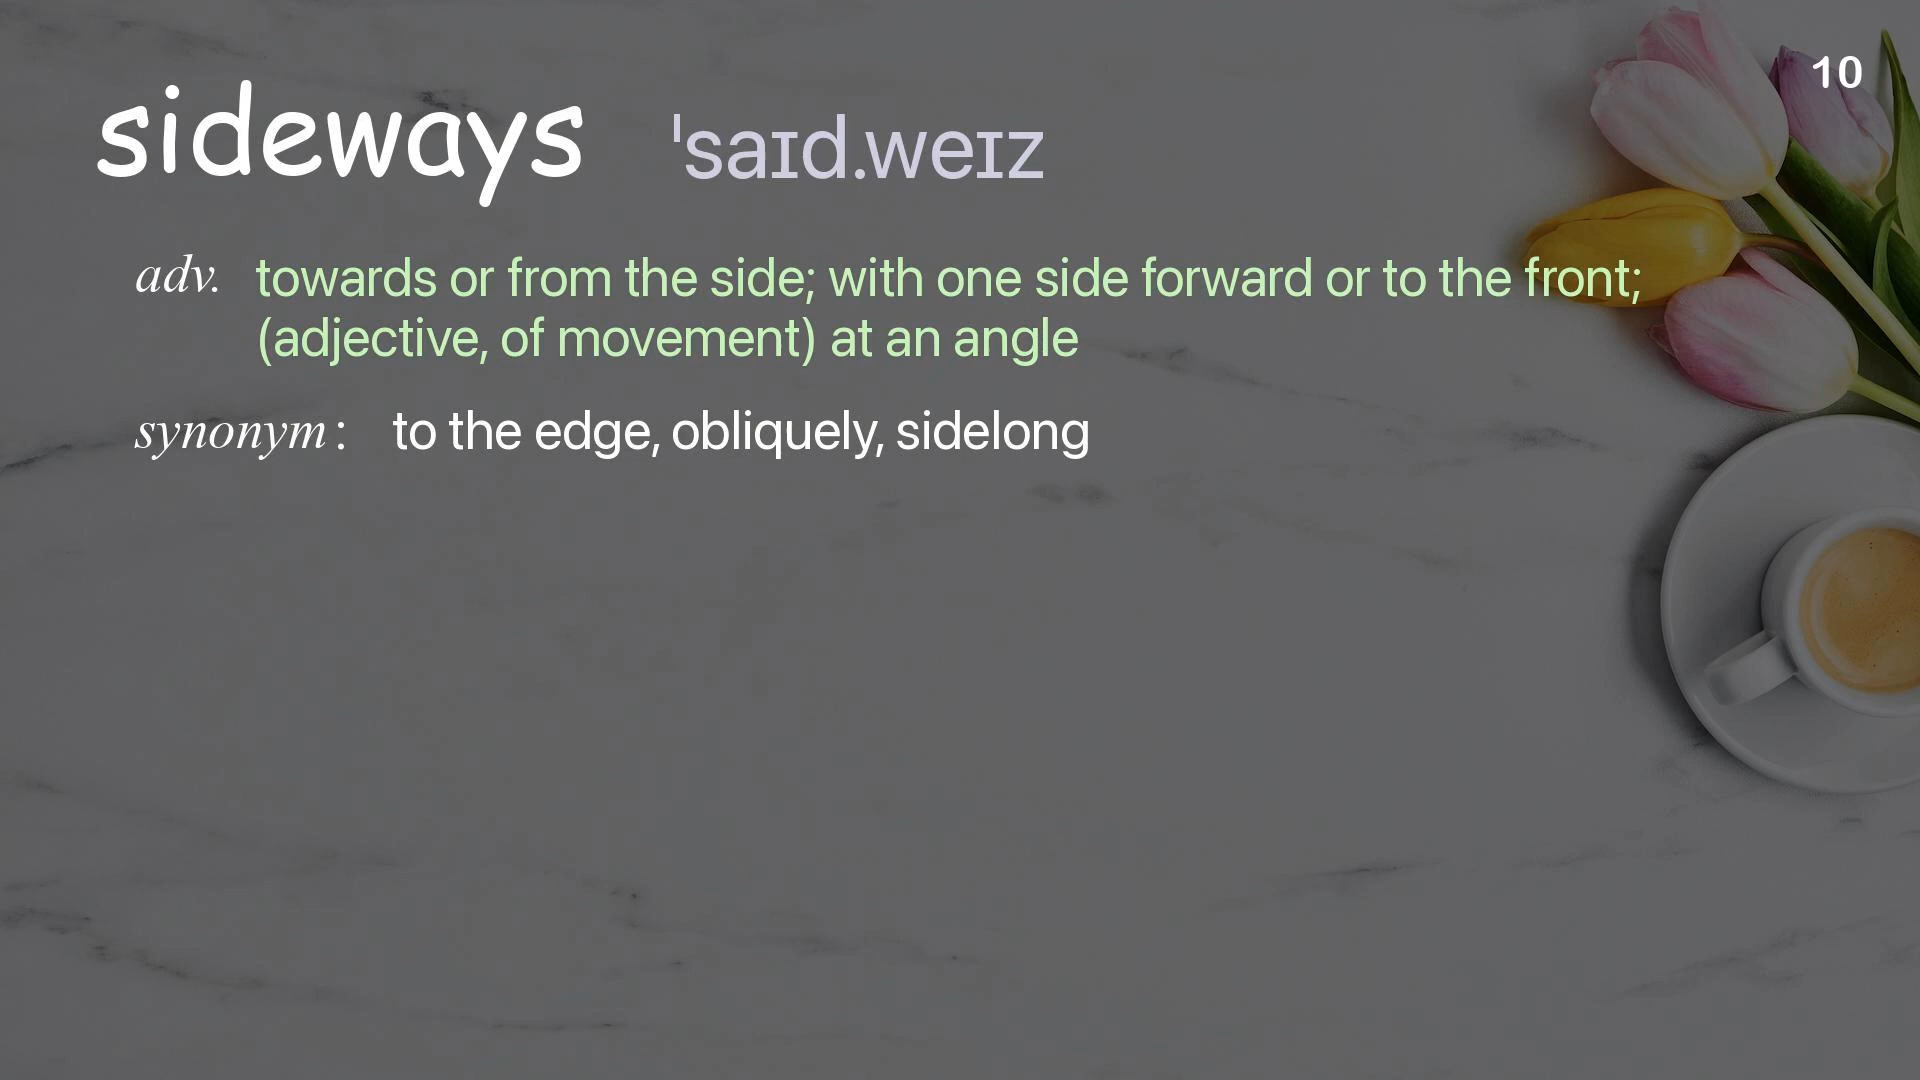 10
sideways ˈsaɪd.weɪz
adv. towards or from the side; with one side forward or to the front;
(adjective, of movement) at an angle
synonym: to the edge, obliquely, sidelong